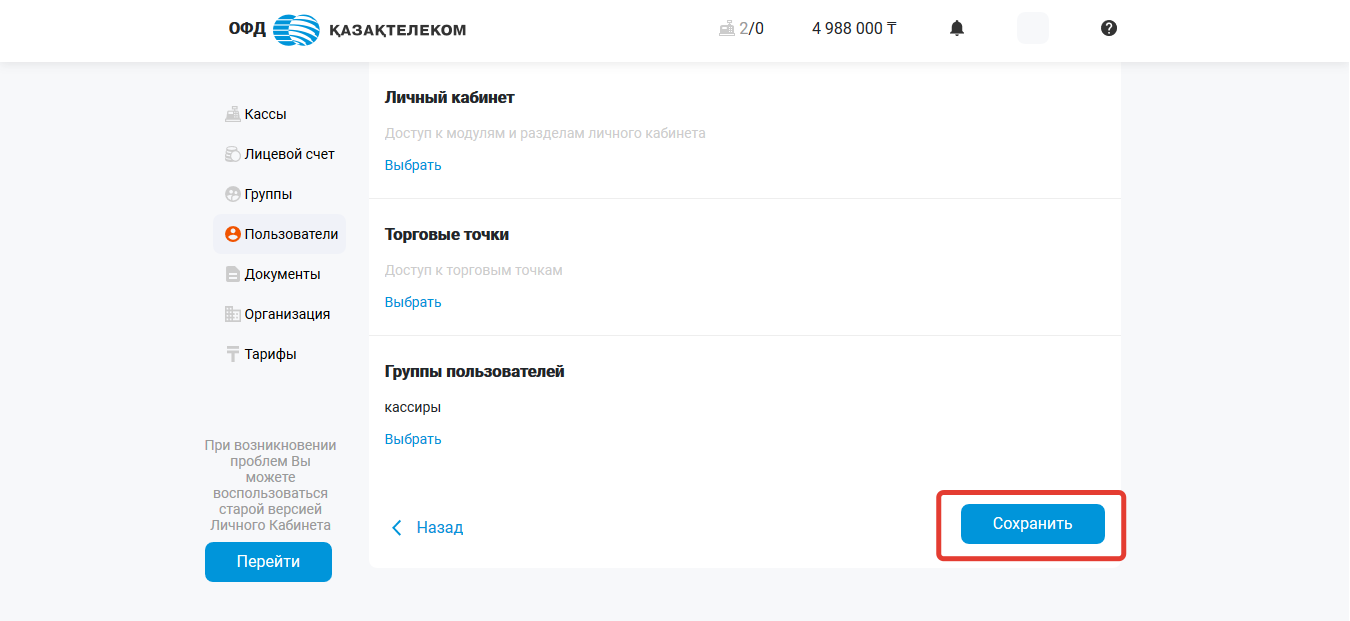 ОФД ҚАЗАҚТЕЛЕКОМ
2/0
4 988 000 ₸
Кассы
Лицевой счет
Группы
Пользователи
Документы
Организация
Тарифы
При возникновении
проблем Вы
можете
воспользоваться
старой версией
Личного Кабинета
Перейти
Личный кабинет
Доступ к модулям и разделам личного кабинета
Выбрать
Торговые точки
Доступ к торговым точкам
Выбрать
Группы пользователей
кассиры
Выбрать
Назад
Сохранить